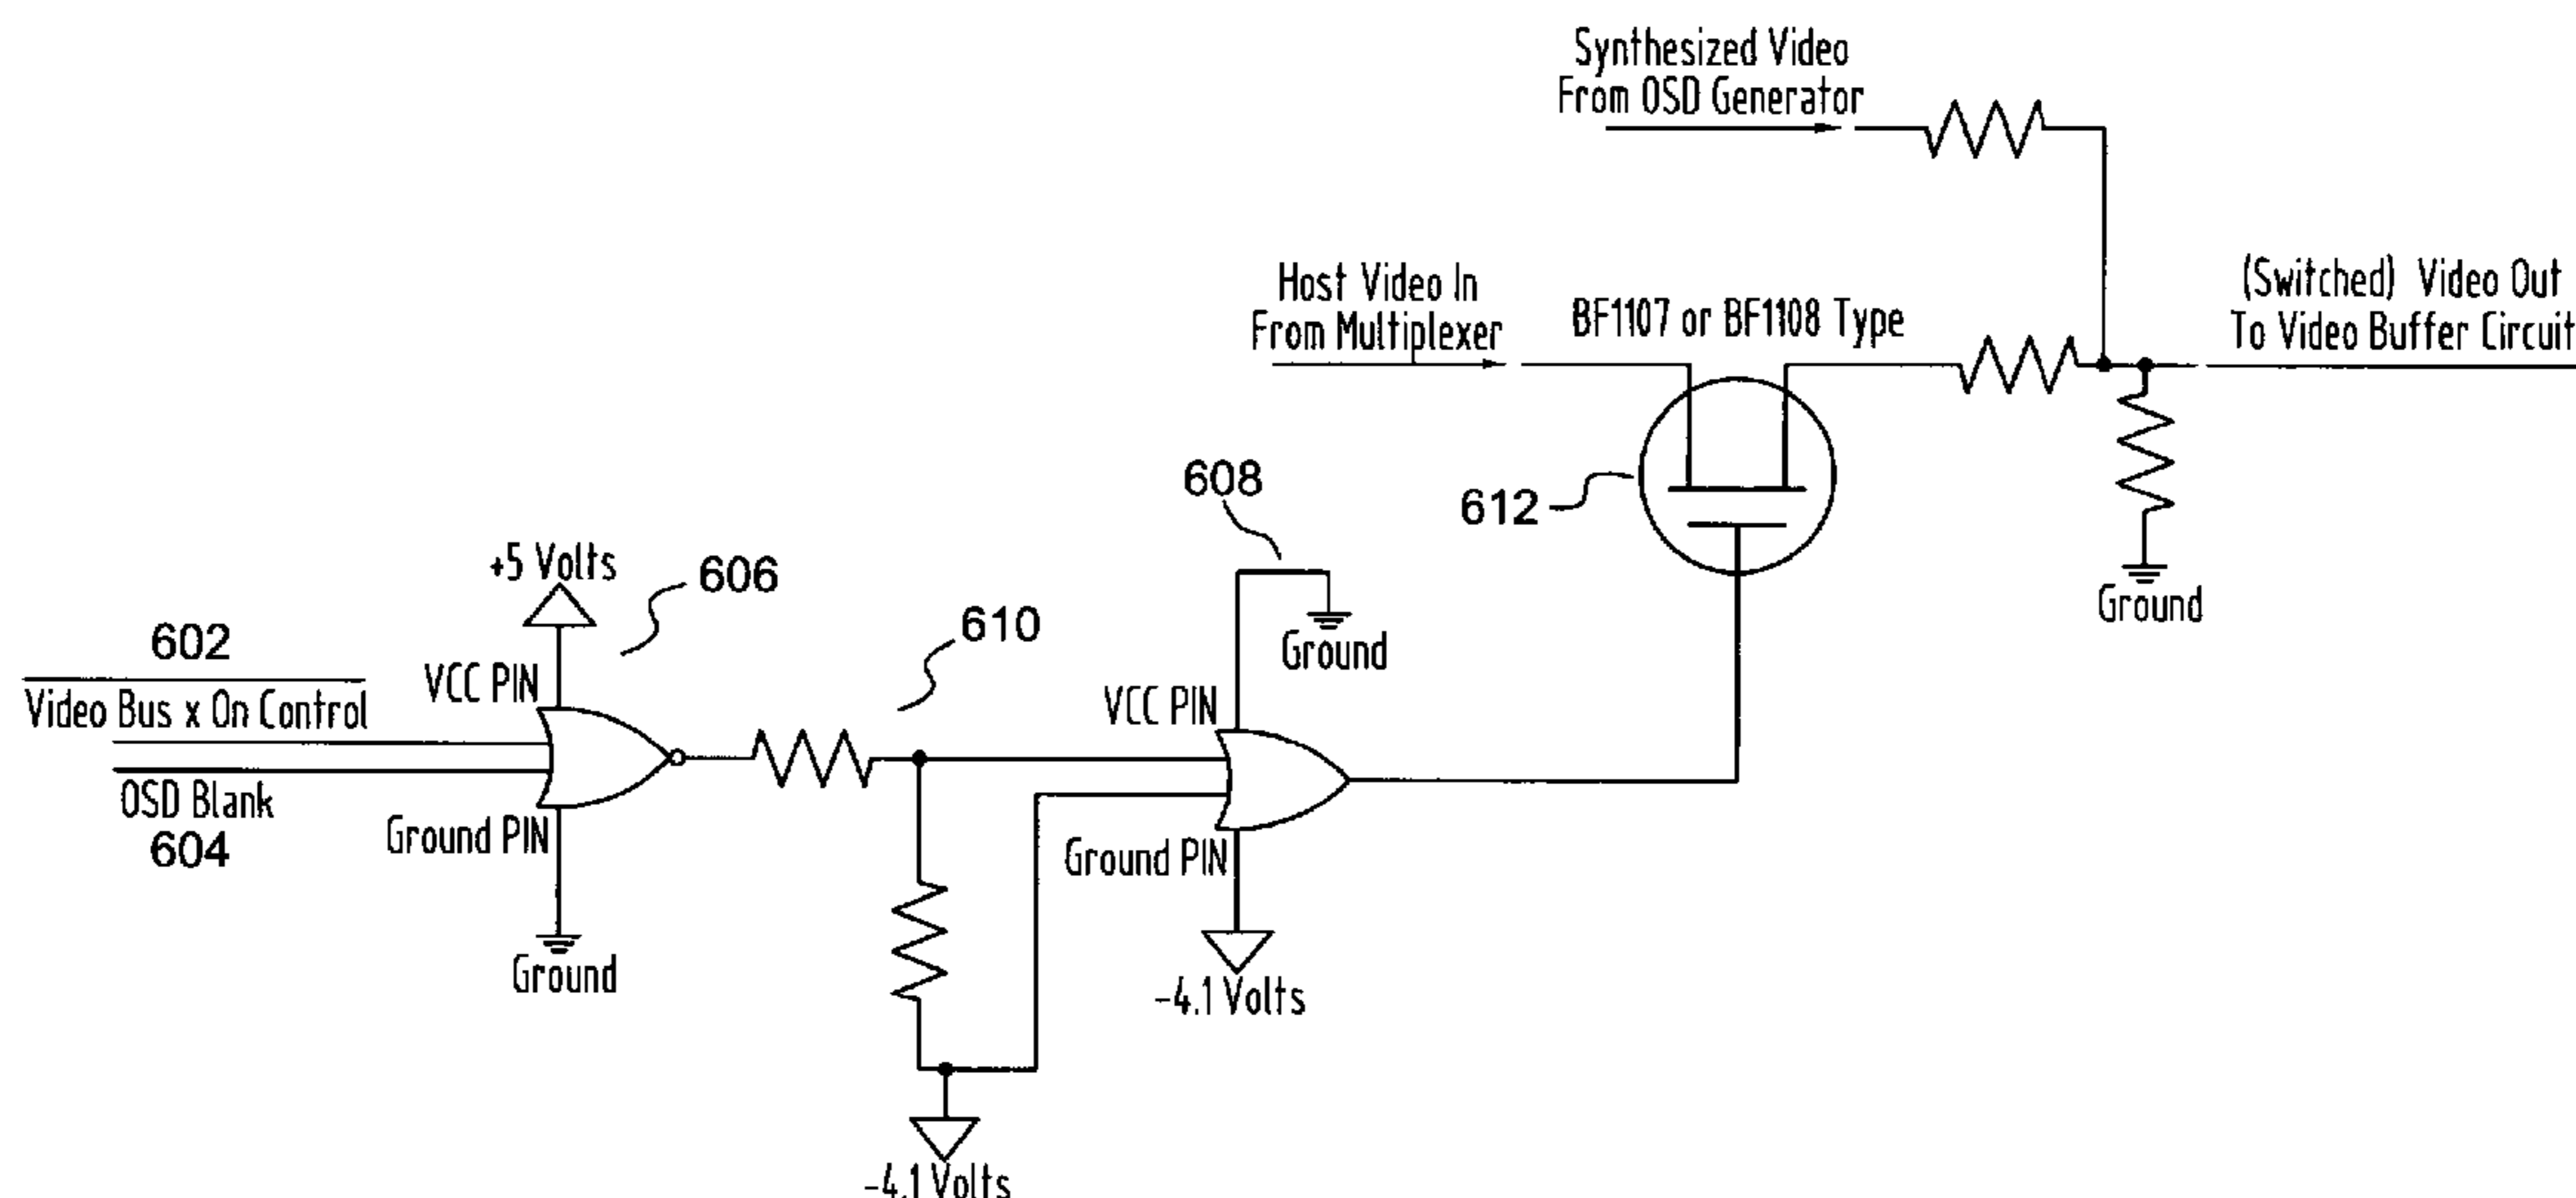 Synthesized Video
From OSD Generator
Host Video In
From Multiplexer
BF1107 or BF1108 Type
(Switched) Video Out
To Video Buffer Circuit
612
Ground
608
Ground
+5 Volts
606
610
602
Video Bus x On Control
VCC PIN
VCC PIN
OSD Blank
604
Ground PIN
Ground PIN
Ground
-4.1 Volts
-4.1 Volts